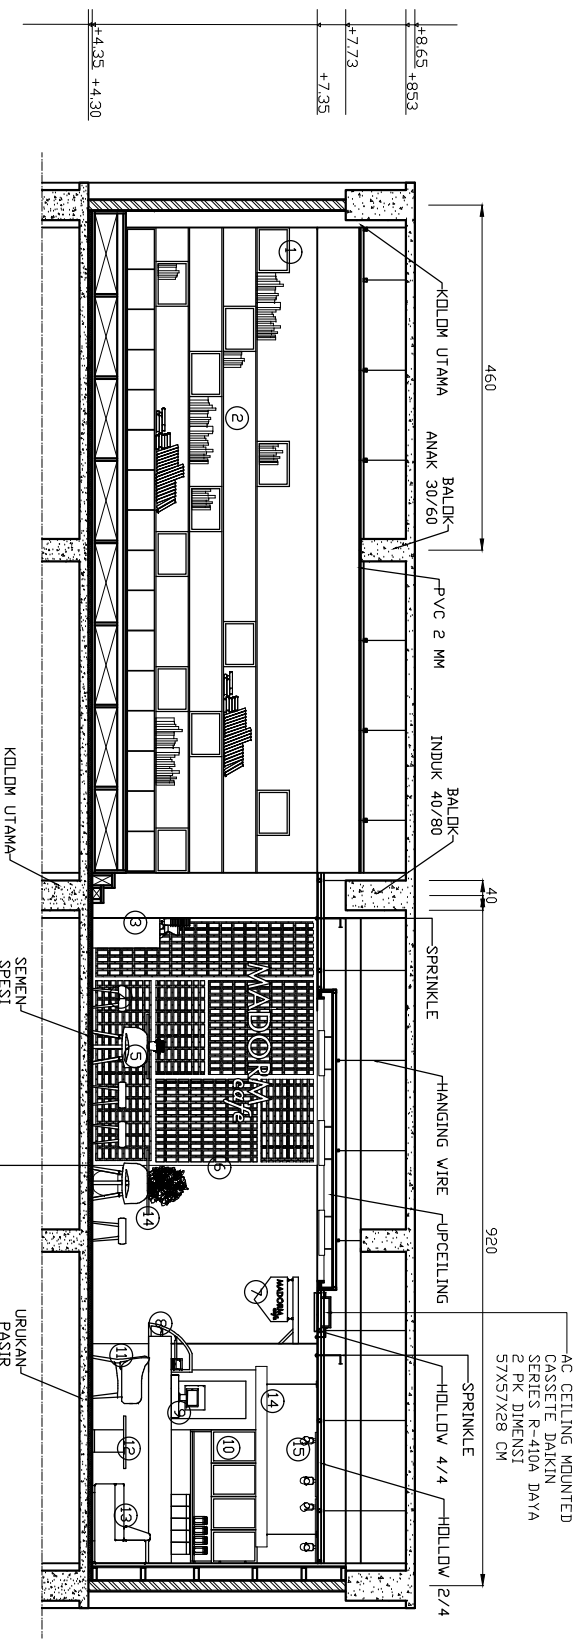 +8.65
+853
+7.73
+7.35
+4.35
+4.30
460
40
920
KOLOM UTAMA
BALOK
ANAK 30/60
PVC 2 MM
BALOK
INDUK 40/80
SPRINKLE
HANGING WIRE
UPCEILING
AC CEILING MOUNTED
CASSETE DAIKIN
SERIES R-410A DAYA
2 PK DIMENSI
57X57X28 CM
SPRINKLE
HOLLOW 4/4
HOLLOW 2/4
1
2
3
MADORM
cafe
5
6
14
MADORM
7
8
9
10
11
12
13
14
15
KOLOM UTAMA
SEMEN
SPESI
URUKAN
PASIR